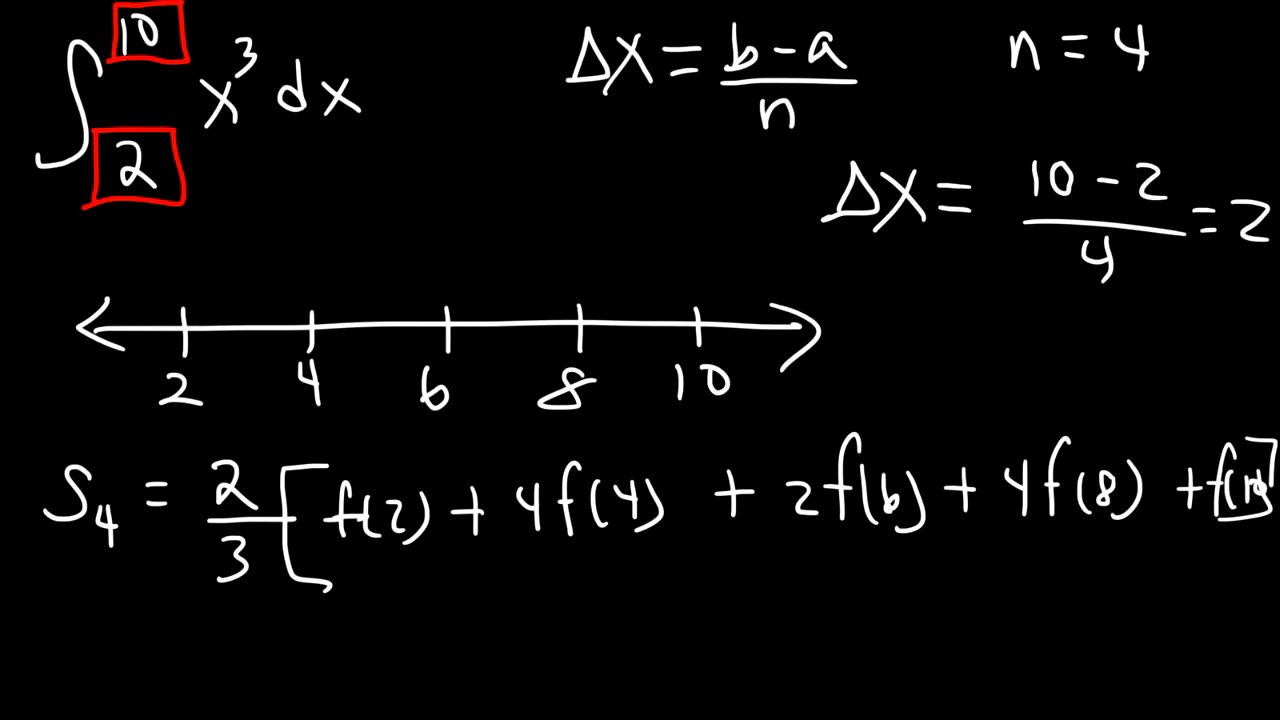 ∫₂¹⁰ x³ dx
Δx = (b - a)/n
n = 4
Δx = (10 - 2)/4 = 2
2 4 6 8 10
S₄ = 2/3 [f(2) + 4f(4) + 2f(6) + 4f(8) + f(10)]